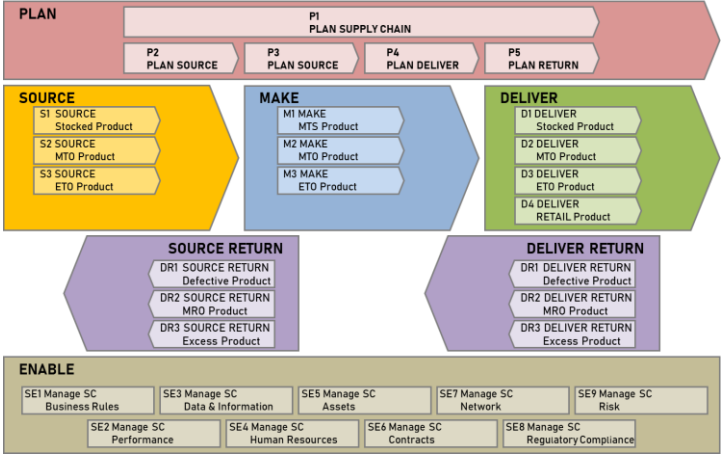 PLAN
P1
PLAN SUPPLY CHAIN
P2
PLAN SOURCE
P3
PLAN SOURCE
P4
PLAN DELIVER
P5
PLAN RETURN
SOURCE
S1 SOURCE
Stocked Product
S2 SOURCE
MTO Product
S3 SOURCE
ETO Product
MAKE
M1 MAKE
MTS Product
M2 MAKE
MTO Product
M3 MAKE
ETO Product
DELIVER
D1 DELIVER
Stocked Product
D2 DELIVER
MTO Product
D3 DELIVER
ETO Product
D4 DELIVER
RETAIL Product
SOURCE RETURN
DR1 SOURCE RETURN
Defective Product
DR2 SOURCE RETURN
MRO Product
DR3 SOURCE RETURN
Excess Product
DELIVER RETURN
DR1 DELIVER RETURN
Defective Product
DR2 DELIVER RETURN
MRO Product
DR3 DELIVER RETURN
Excess Product
ENABLE
SE1 Manage SC
Business Rules
SE3 Manage SC
Data & Information
SE5 Manage SC
Assets
SE7 Manage SC
Network
SE9 Manage SC
Risk
SE2 Manage SC
Performance
SE4 Manage SC
Human Resources
SE6 Manage SC
Contracts
SE8 Manage SC
Regulatory Compliance